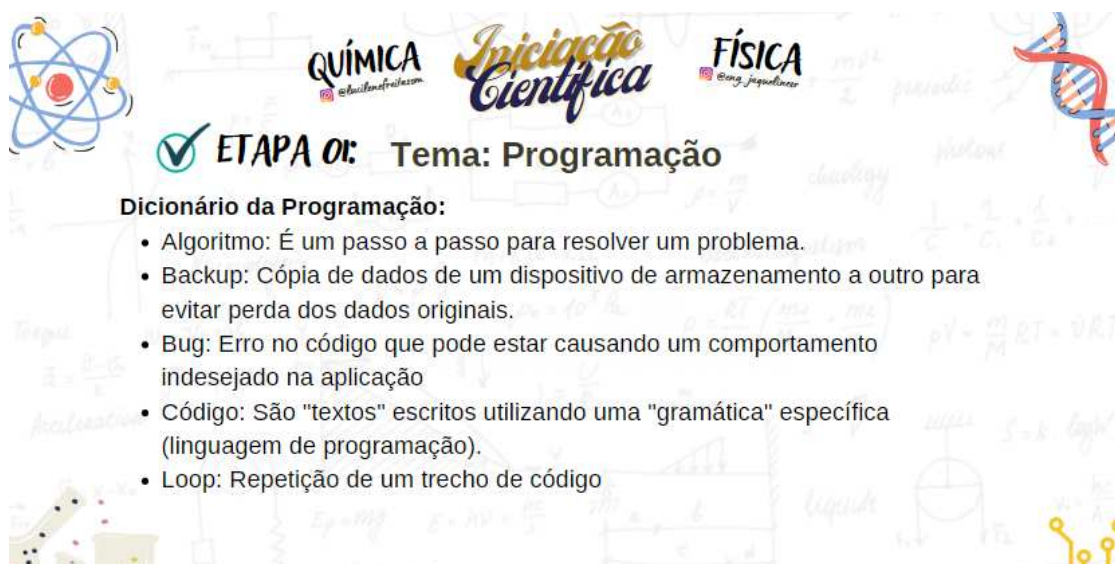 QUÍMICA
Iniciação
Científica
FÍSICA
@lucilenefreitasm
@eng_jaquelineer
ETAPA 01: Tema: Programação
Dicionário da Programação:
• Algoritmo: É um passo a passo para resolver um problema.
• Backup: Cópia de dados de um dispositivo de armazenamento a outro para
evitar perda dos dados originais.
• Bug: Erro no código que pode estar causando um comportamento
indesejado na aplicação
• Código: São "textos" escritos utilizando uma "gramática" específica
(linguagem de programação).
• Loop: Repetição de um trecho de código